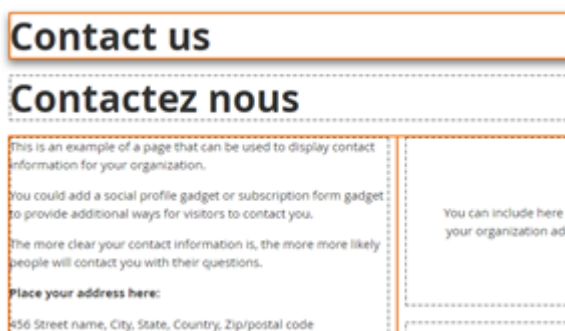 Contact us
Contactez nous
This is an example of a page that can be used to display contact
information for your organization.
You could add a social profile gadget or subscription form gadget
to provide additional ways for visitors to contact you.
The more clear your contact information is, the more more likely
people will contact you with their questions.
Place your address here:
456 Street name, City, State, Country, Zip/postal code
You can include here
your organization ad